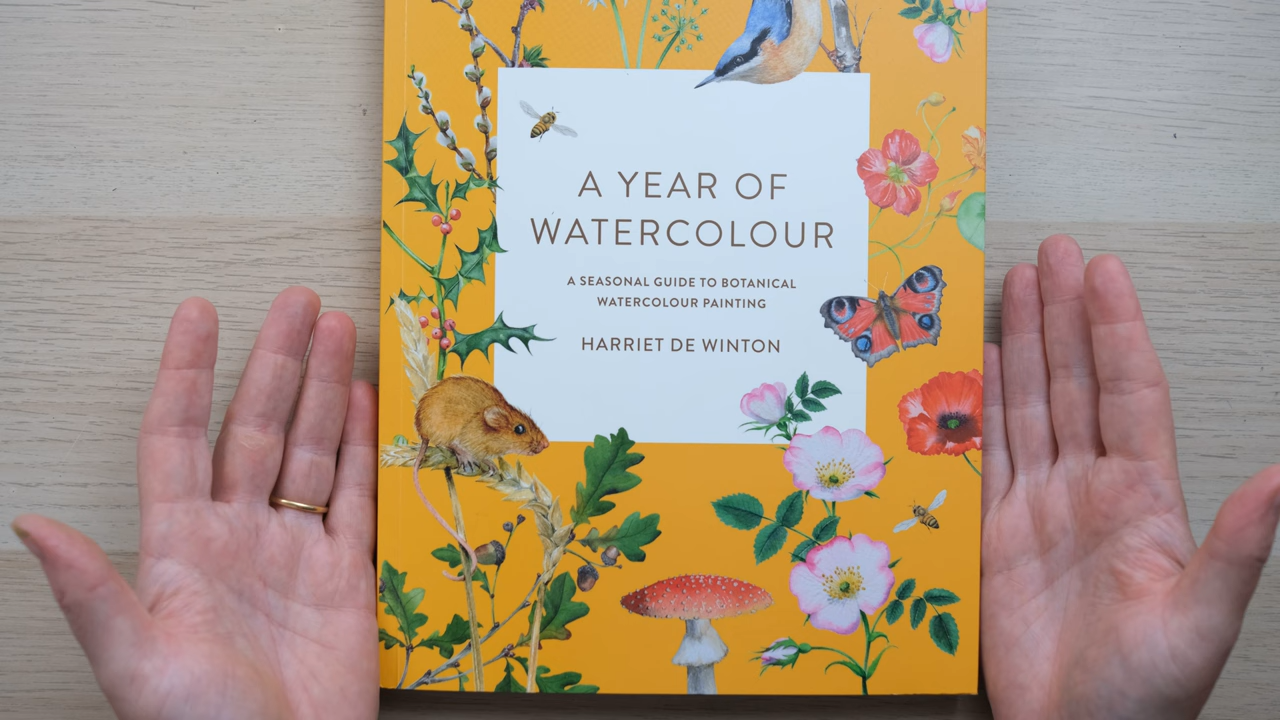 A YEAR OF
WATERCOLOUR
A SEASONAL GUIDE TO BOTANICAL
WATERCOLOUR PAINTING
HARRIET DE WINTON